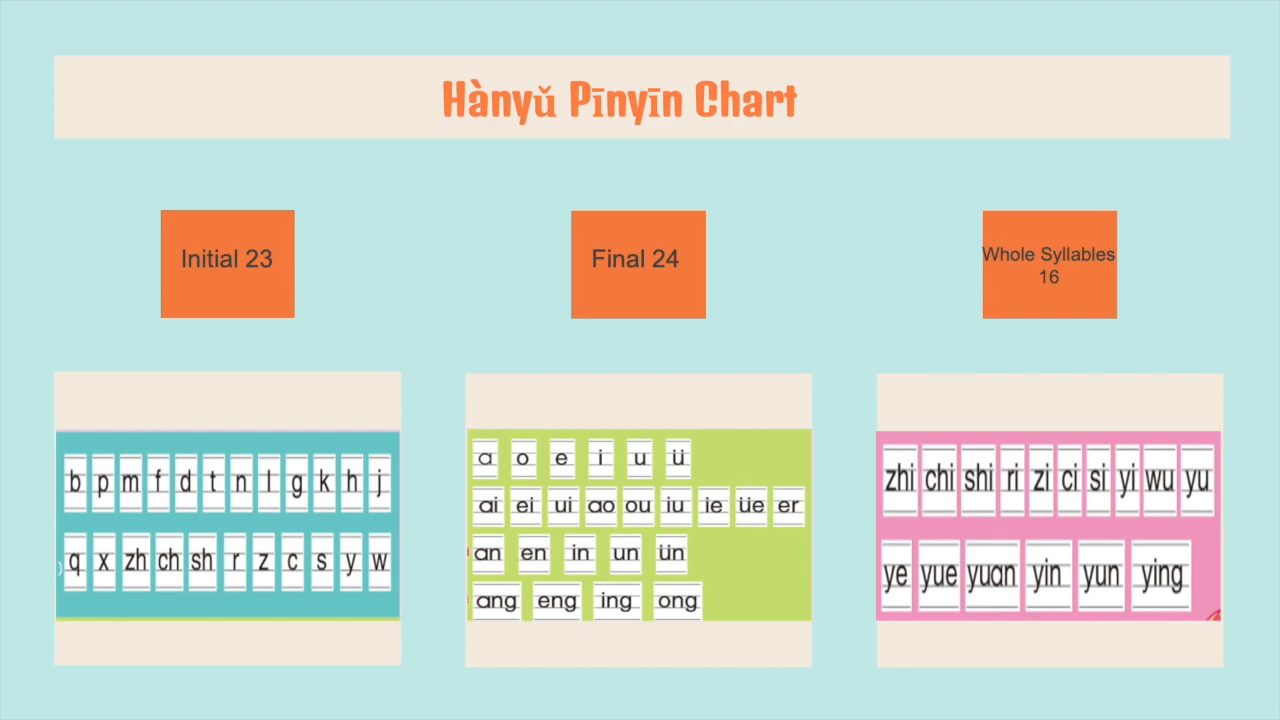 Hànyǔ Pīnyīn Chart
Initial 23
Final 24
Whole Syllables
16
b p m f d t n l g k h j
q x zh ch sh r z c s y w
a o e i u ü
ai ei ui ao ou iu ie üe er
an en in un ün
ang eng ing ong
zhi chi shi ri zi ci si yi wu yu
ye yue yuan yin yun ying